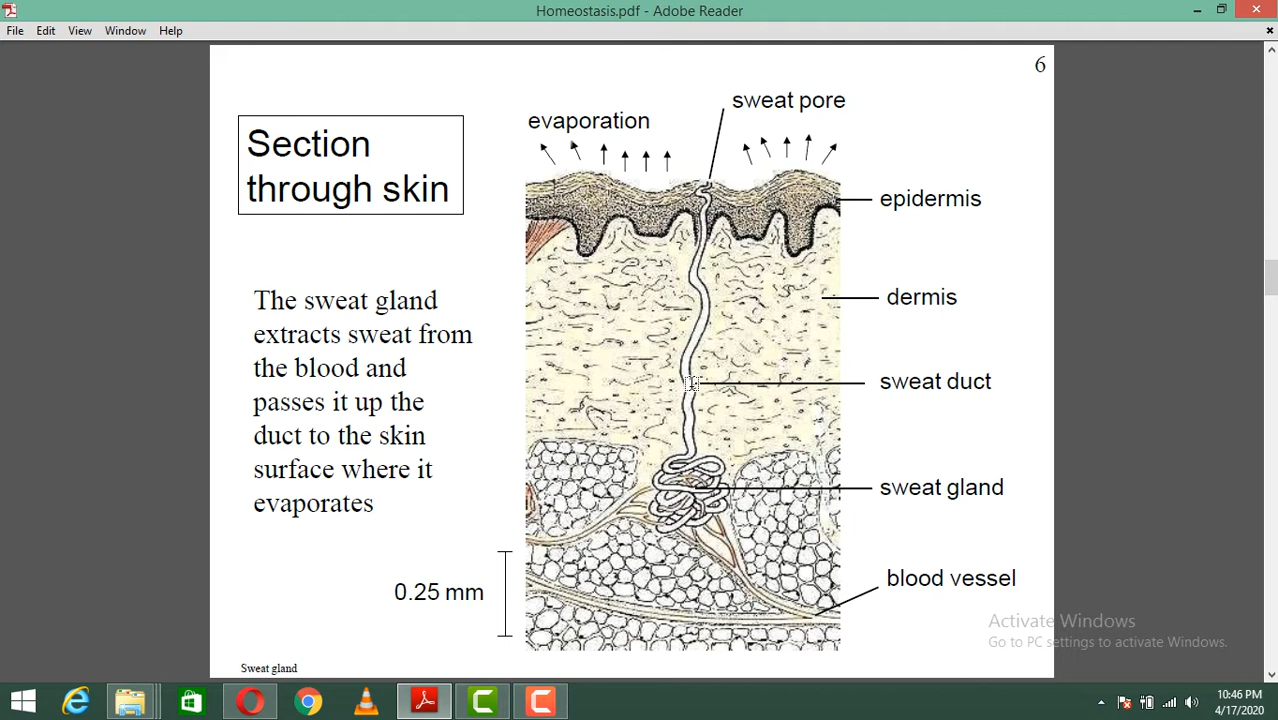 Homeostasis.pdf - Adobe Reader
File Edit View Window Help
6
sweat pore
evaporation
Section
through skin
epidermis
The sweat gland
extracts sweat from
the blood and
passes it up the
duct to the skin
surface where it
evaporates
dermis
sweat duct
sweat gland
0.25 mm
blood vessel
Activate Windows
Go to PC settings to activate Windows.
Sweat gland
10:46 PM
4/17/2020